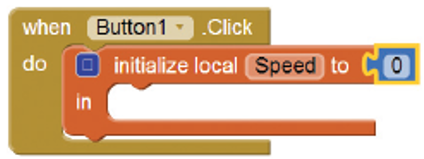 when Button1 .Click
do initialize local Speed to 0
in